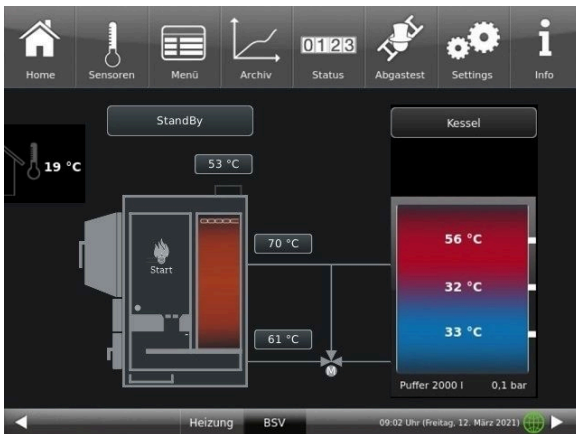 0123
Home Sensoren Menü Archiv Status Abgastest Settings Info
StandBy
Kessel
19 °C
53 °C
70 °C
56 °C
Start
32 °C
61 °C
33 °C
M
Puffer 2000 l 0,1 bar
Heizung BSV 09:02 Uhr (Freitag, 12. März 2021)